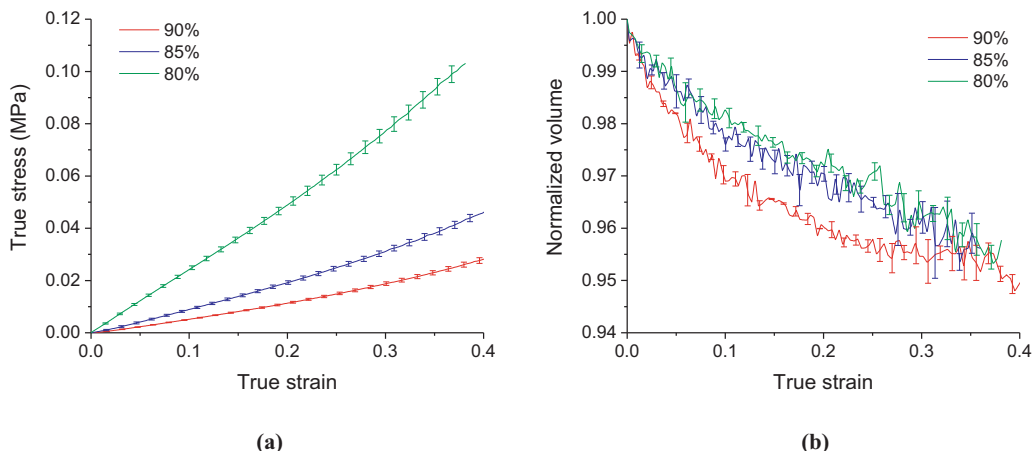 0.12
0.10
0.08
0.06
0.04
0.02
0.00
True stress (MPa)
90%
85%
80%
0.0 0.1 0.2 0.3 0.4
True strain
(a)
1.00
0.99
0.98
0.97
0.96
0.95
0.94
Normalized volume
90%
85%
80%
0.0 0.1 0.2 0.3 0.4
True strain
(b)